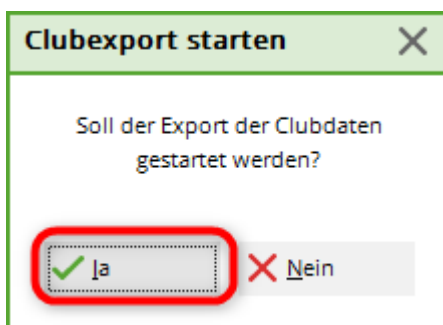 Clubexport starten
Soll der Export der Clubdaten
gestartet werden?
Ja
Nein